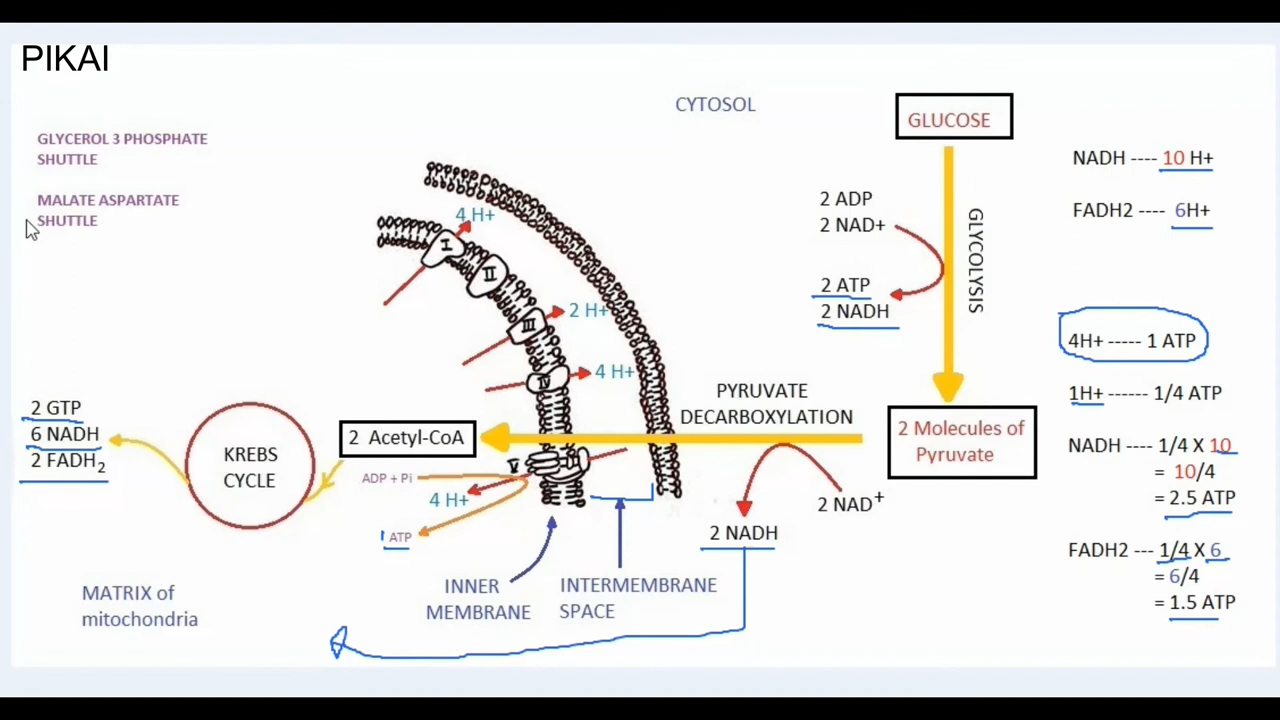 PIKAI
GLYCEROL 3 PHOSPHATE
SHUTTLE
MALATE ASPARTATE
SHUTTLE
CYTOSOL
GLUCOSE
2 ADP
2 NAD+
2 ATP
2 NADH
GLYCOLYSIS
NADH ---- 10 H+
FADH2 ---- 6H+
4H+ ----- 1 ATP
1H+ ------ 1/4 ATP
NADH ---- 1/4 X 10
= 10/4
= 2.5 ATP
FADH2 --- 1/4 X 6
= 6/4
= 1.5 ATP
4 H+
I
II
2 H+
III
4 H+
IV
PYRUVATE
DECARBOXYLATION
2 Molecules of
Pyruvate
2 NAD+
2 NADH
2 Acetyl-CoA
V
ADP + Pi
4 H+
1 ATP
KREBS
CYCLE
2 GTP
6 NADH
2 FADH2
INNER
MEMBRANE
INTERMEMBRANE
SPACE
MATRIX of
mitochondria